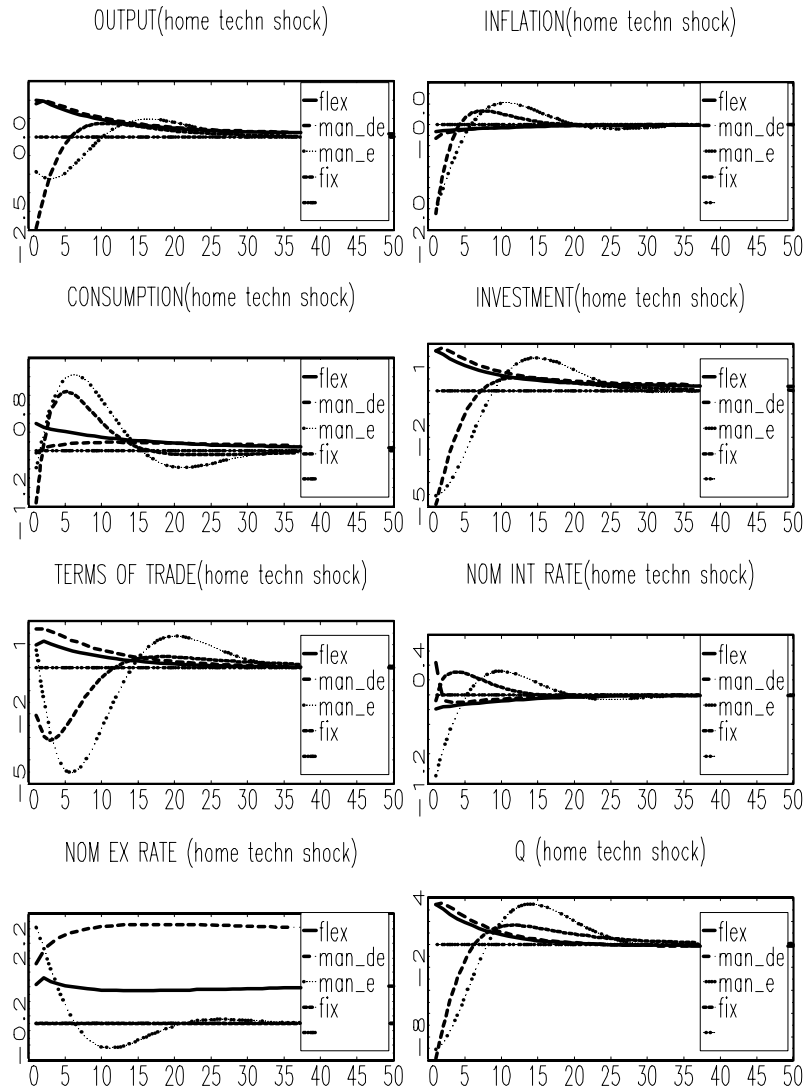 OUTPUT(home techn shock)
0.0
−2.5
0 5 10 15 20 25 30 35 40 45 50
flex
man_de
man_e
fix
INFLATION(home techn shock)
−0.0
−2.0
0 5 10 15 20 25 30 35 40 45 50
flex
man_de
man_e
fix
CONSUMPTION(home techn shock)
0.8
−1.2
0 5 10 15 20 25 30 35 40 45 50
flex
man_de
man_e
fix
INVESTMENT(home techn shock)
1
−2
−5
0 5 10 15 20 25 30 35 40 45 50
flex
man_de
man_e
fix
TERMS OF TRADE(home techn shock)
1
−2
−5
0 5 10 15 20 25 30 35 40 45 50
flex
man_de
man_e
fix
NOM INT RATE(home techn shock)
0.4
−1.2
0 5 10 15 20 25 30 35 40 45 50
flex
man_de
man_e
fix
NOM EX RATE (home techn shock)
2.2
−0.2
0 5 10 15 20 25 30 35 40 45 50
flex
man_de
man_e
fix
Q (home techn shock)
4
−2
−8
0 5 10 15 20 25 30 35 40 45 50
flex
man_de
man_e
fix